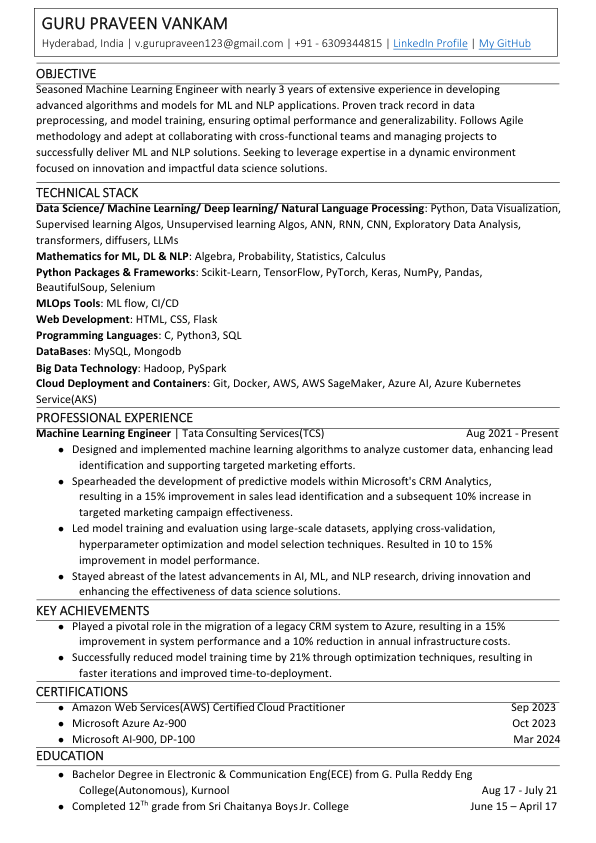 GURU PRAVEEN VANKAM
Hyderabad, India | v.gurupraveen123@gmail.com | +91 - 6309344815 | LinkedIn Profile | My GitHub
OBJECTIVE
Seasoned Machine Learning Engineer with nearly 3 years of extensive experience in developing
advanced algorithms and models for ML and NLP applications. Proven track record in data
preprocessing, and model training, ensuring optimal performance and generalizability. Follows Agile
methodology and adept at collaborating with cross-functional teams and managing projects to
successfully deliver ML and NLP solutions. Seeking to leverage expertise in a dynamic environment
focused on innovation and impactful data science solutions.
TECHNICAL STACK
Data Science/ Machine Learning/ Deep learning/ Natural Language Processing: Python, Data Visualization,
Supervised learning Algos, Unsupervised learning Algos, ANN, RNN, CNN, Exploratory Data Analysis,
transformers, diffusers, LLMs
Mathematics for ML, DL & NLP: Algebra, Probability, Statistics, Calculus
Python Packages & Frameworks: Scikit-Learn, TensorFlow, PyTorch, Keras, NumPy, Pandas,
BeautifulSoup, Selenium
MLOps Tools: ML flow, CI/CD
Web Development: HTML, CSS, Flask
Programming Languages: C, Python3, SQL
DataBases: MySQL, Mongodb
Big Data Technology: Hadoop, PySpark
Cloud Deployment and Containers: Git, Docker, AWS, AWS SageMaker, Azure AI, Azure Kubernetes
Service(AKS)
PROFESSIONAL EXPERIENCE
Machine Learning Engineer | Tata Consulting Services(TCS) Aug 2021 - Present
● Designed and implemented machine learning algorithms to analyze customer data, enhancing lead
identification and supporting targeted marketing efforts.
● Spearheaded the development of predictive models within Microsoft's CRM Analytics,
resulting in a 15% improvement in sales lead identification and a subsequent 10% increase in
targeted marketing campaign effectiveness.
● Led model training and evaluation using large-scale datasets, applying cross-validation,
hyperparameter optimization and model selection techniques. Resulted in 10 to 15%
improvement in model performance.
● Stayed abreast of the latest advancements in AI, ML, and NLP research, driving innovation and
enhancing the effectiveness of data science solutions.
KEY ACHIEVEMENTS
● Played a pivotal role in the migration of a legacy CRM system to Azure, resulting in a 15%
improvement in system performance and a 10% reduction in annual infrastructure costs.
● Successfully reduced model training time by 21% through optimization techniques, resulting in
faster iterations and improved time-to-deployment.
CERTIFICATIONS
● Amazon Web Services(AWS) Certified Cloud Practitioner Sep 2023
● Microsoft Azure Az-900 Oct 2023
● Microsoft AI-900, DP-100 Mar 2024
EDUCATION
● Bachelor Degree in Electronic & Communication Eng(ECE) from G. Pulla Reddy Eng
College(Autonomous), Kurnool Aug 17 - July 21
● Completed 12Th grade from Sri Chaitanya Boys Jr. College June 15 – April 17